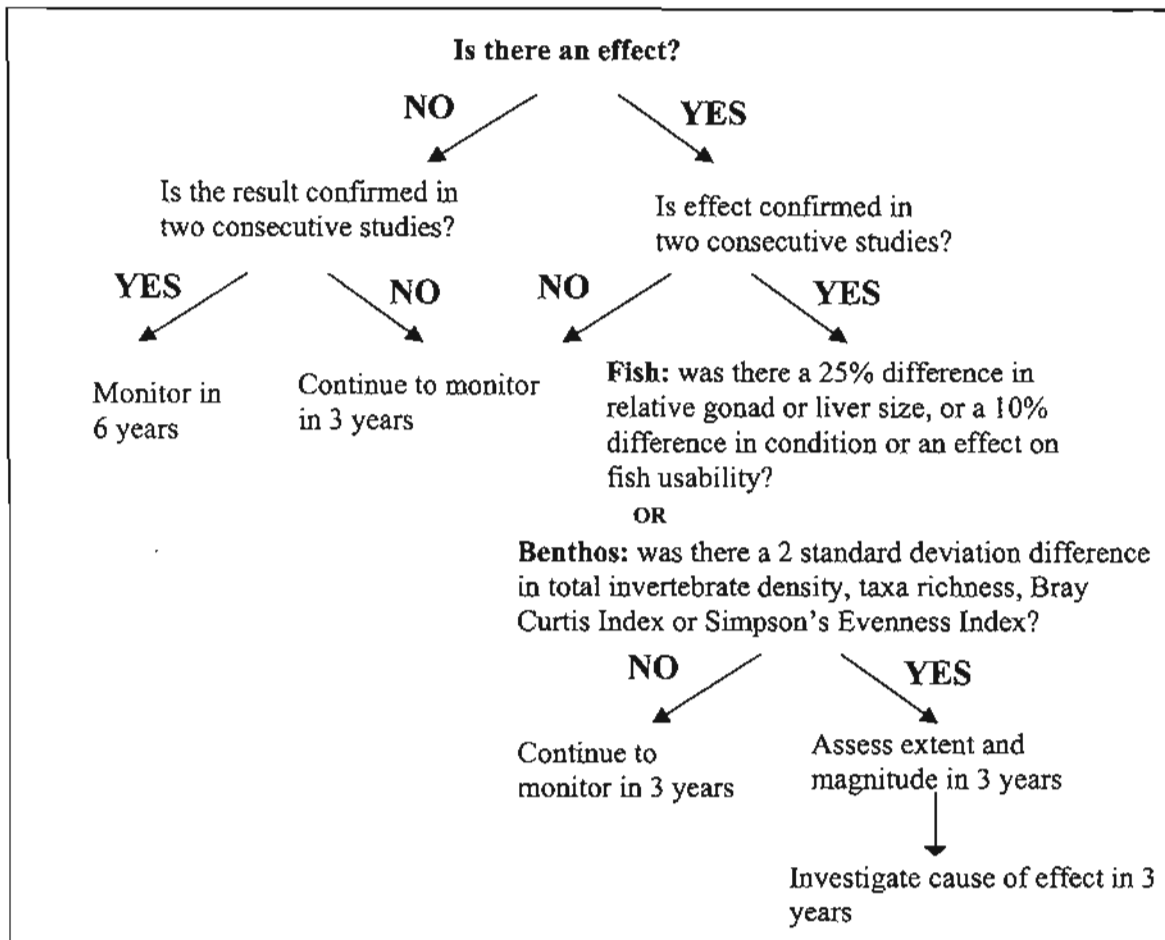 Is there an effect?
NO
YES
Is the result confirmed in
two consecutive studies?
Is effect confirmed in
two consecutive studies?
YES
NO
NO
YES
Monitor in
6 years
Continue to monitor
in 3 years
Fish: was there a 25% difference in
relative gonad or liver size, or a 10%
difference in condition or an effect on
fish usability?
OR
Benthos: was there a 2 standard deviation difference
in total invertebrate density, taxa richness, Bray
Curtis Index or Simpson's Evenness Index?
NO
YES
Continue to
monitor in 3 years
Assess extent and
magnitude in 3 years
Investigate cause of effect in 3
years